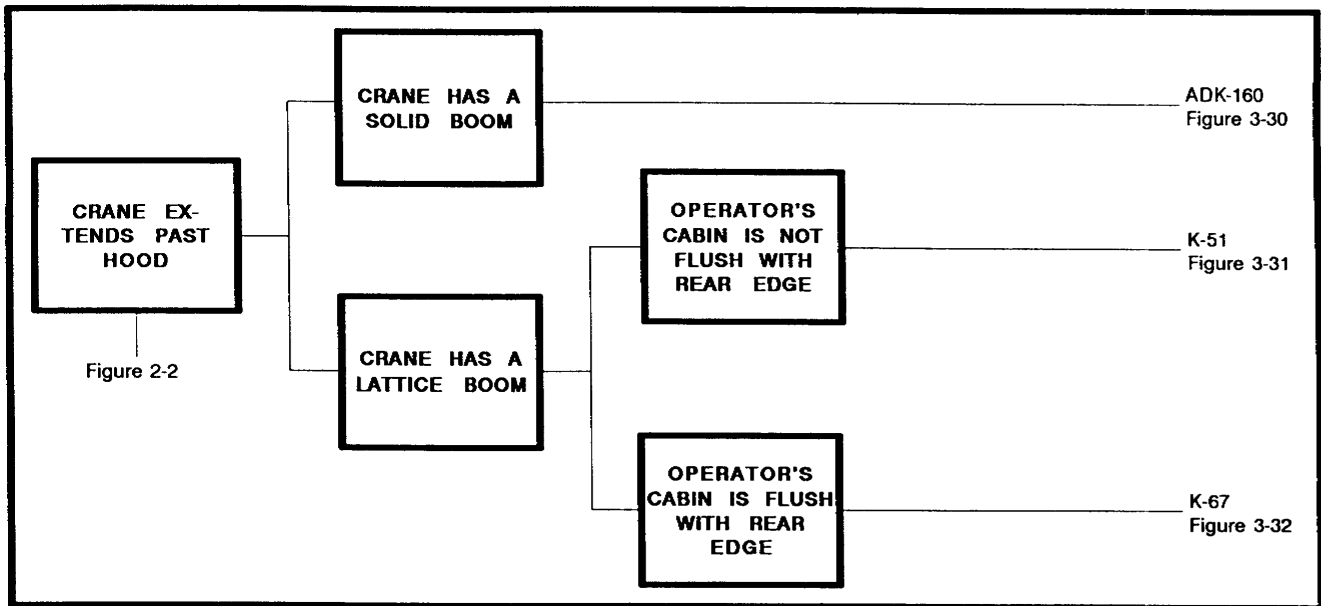 CRANE HAS A
SOLID BOOM
ADK-160
Figure 3-30
CRANE EX-
TENDS PAST
HOOD
Figure 2-2
OPERATOR'S
CABIN IS NOT
FLUSH WITH
REAR EDGE
K-51
Figure 3-31
CRANE HAS A
LATTICE BOOM
OPERATOR'S
CABIN IS FLUSH
WITH REAR
EDGE
K-67
Figure 3-32